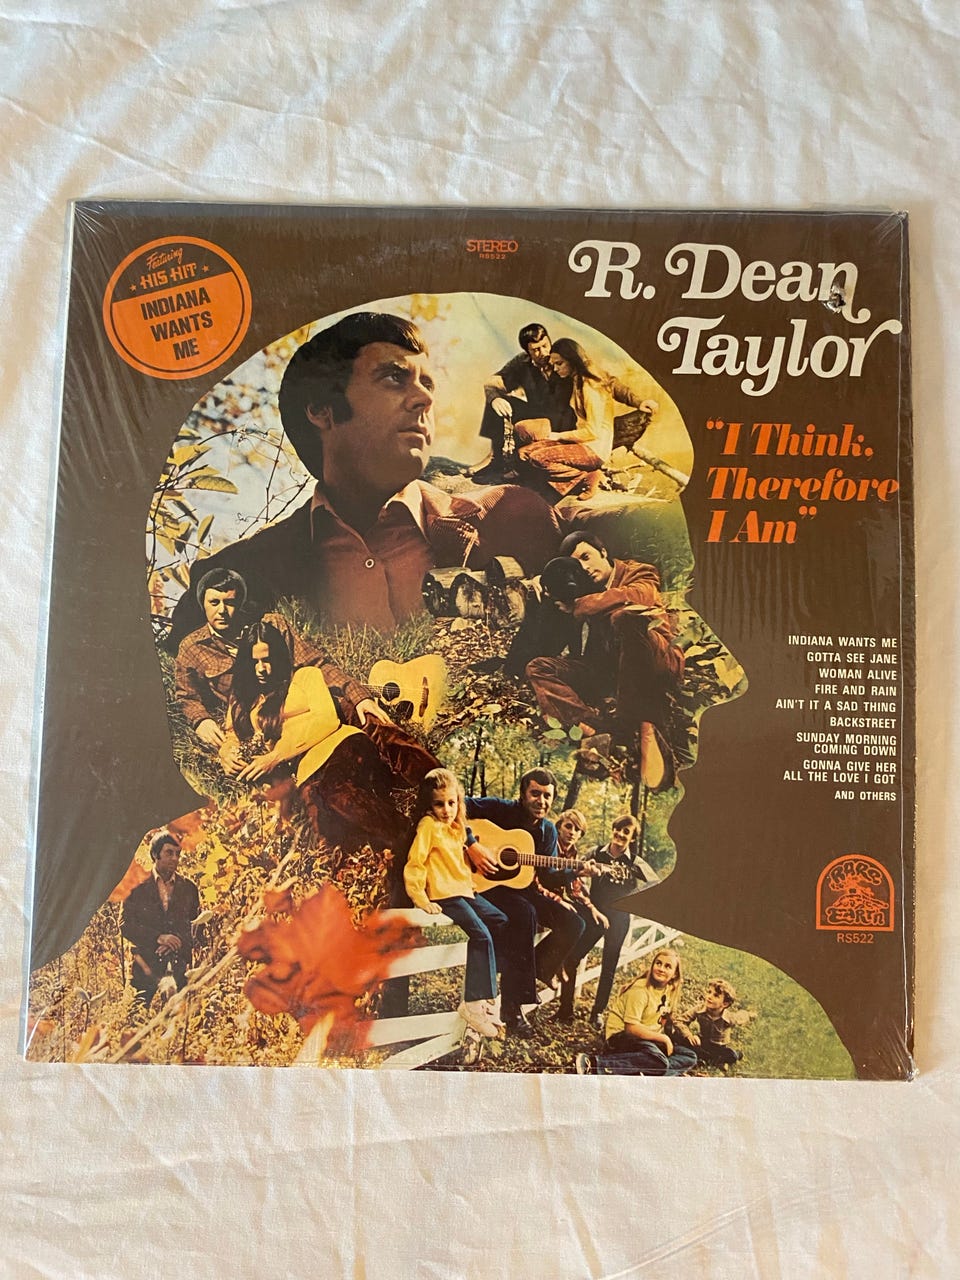 Featuring
HIS HIT
INDIANA
WANTS
ME
STEREO
RS522
R. Dean
Taylor
"I Think,
Therefore
I Am"
INDIANA WANTS ME
GOTTA SEE JANE
WOMAN ALIVE
FIRE AND RAIN
AIN'T IT A SAD THING
BACKSTREET
SUNDAY MORNING
COMING DOWN
GONNA GIVE HER
ALL THE LOVE I GOT
AND OTHERS
RARE
EARTH
RS522